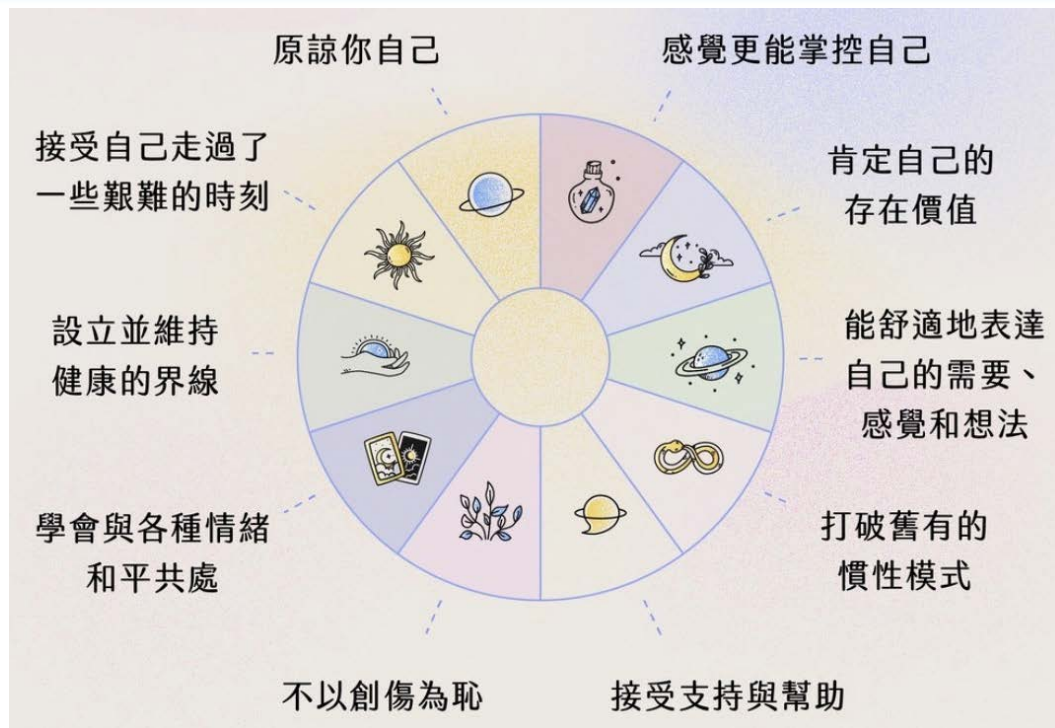 原諒你自己
感覺更能掌控自己
接受自己走過了
一些艱難的時刻
肯定自己的
存在價值
設立並維持
健康的界線
能舒適地表達
自己的需要、
感覺和想法
學會與各種情緒
和平共處
打破舊有的
慣性模式
不以創傷為恥
接受支持與幫助